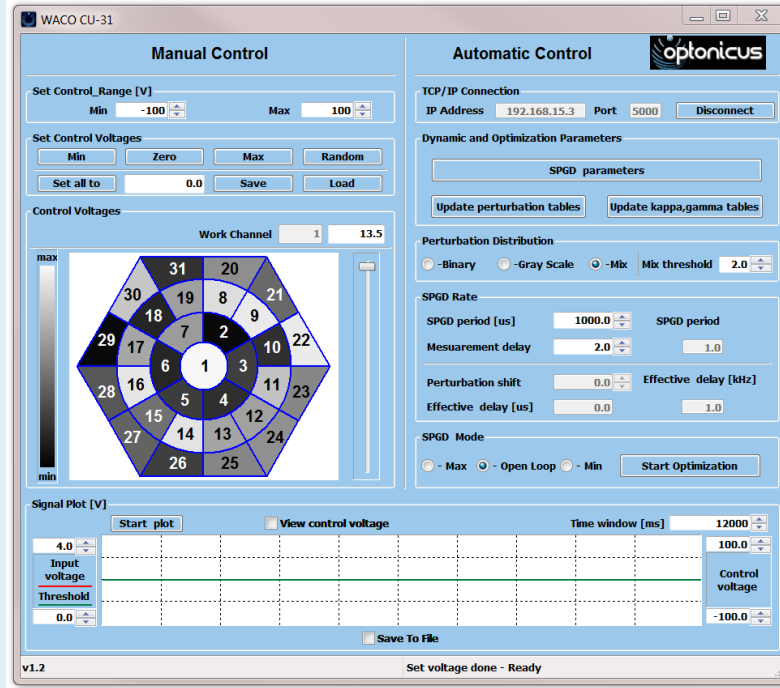 WACO CU-31
Manual Control
Automatic Control
optonicus
Set Control_Range [V]
Min -100 Max 100
TCP/IP Connection
IP Address 192.168.15.3 Port 5000 Disconnect
Set Control Voltages
Min Zero Max Random
Set all to 0.0 Save Load
Dynamic and Optimization Parameters
SPGD parameters
Update perturbation tables Update kappa,gamma tables
Control Voltages
Work Channel 1 13.5
max
min
31 20
30 19 8 21
18 9
29 7 2 22
17 10
6 1 3
28 16 11 23
5 4
15 12
27 14 13 24
26 25
Perturbation Distribution
-Binary -Gray Scale -Mix Mix threshold 2.0
SPGD Rate
SPGD period [us] 1000.0 SPGD period
Mesuarement delay 2.0 1.0
Perturbation shift 0.0 Effective delay [kHz]
Effective delay [us] 0.0 1.0
SPGD Mode
- Max - Open Loop - Min Start Optimization
Signal Plot [V]
Start plot View control voltage Time window [ms] 12000
4.0 100.0
Input voltage
Threshold
0.0
Control voltage
-100.0
Save To File
v1.2 Set voltage done - Ready